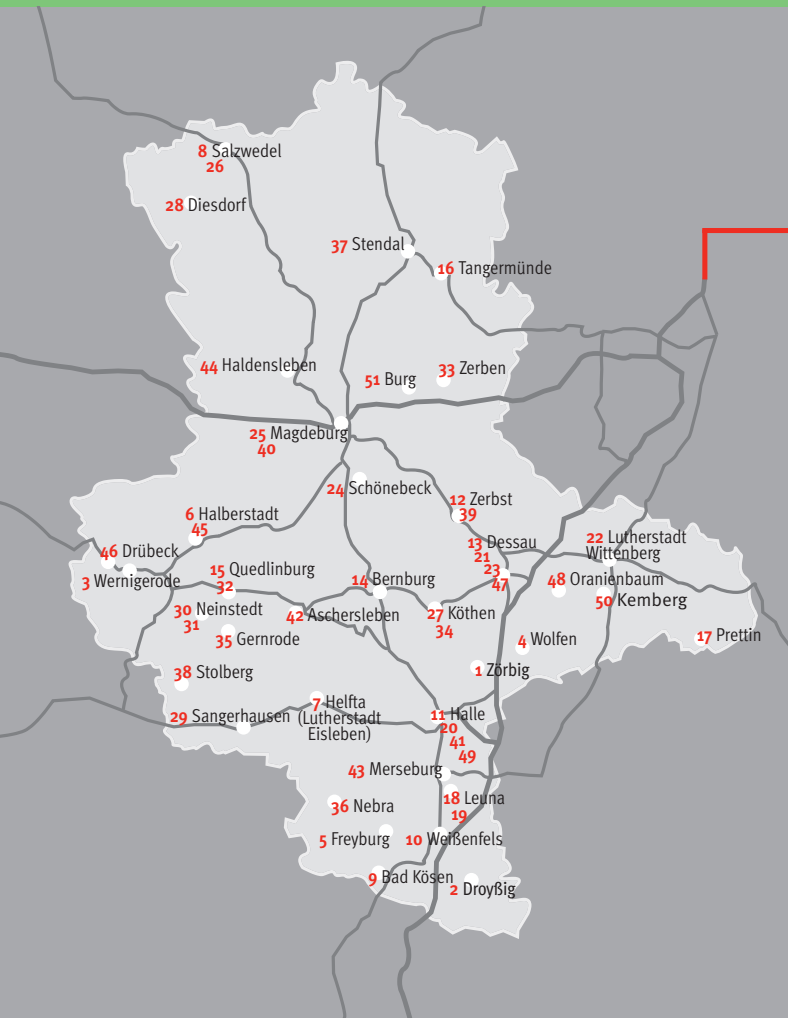 8 Salzwedel
26
28 Diesdorf
37 Stendal
16 Tangermünde
44 Haldensleben
51 Burg
33 Zerben
25 Magdeburg
40
24 Schönebeck
12 Zerbst
39
6 Halberstadt
45
13 Dessau
21
23
47
22 Lutherstadt
Wittenberg
46 Drübeck
3 Wernigerode
15 Quedlinburg
32
14 Bernburg
48 Oranienbaum
50 Kemberg
30 Neinstedt
31
42 Aschersleben
27 Köthen
34
35 Gernrode
4 Wolfen
17 Prettin
38 Stolberg
1 Zörbig
7 Helfta
(Lutherstadt
Eisleben)
29 Sangerhausen
11 Halle
20
41
49
43 Merseburg
36 Nebra
18 Leuna
19
5 Freyburg
10 Weißenfels
9 Bad Kösen
2 Droyßig